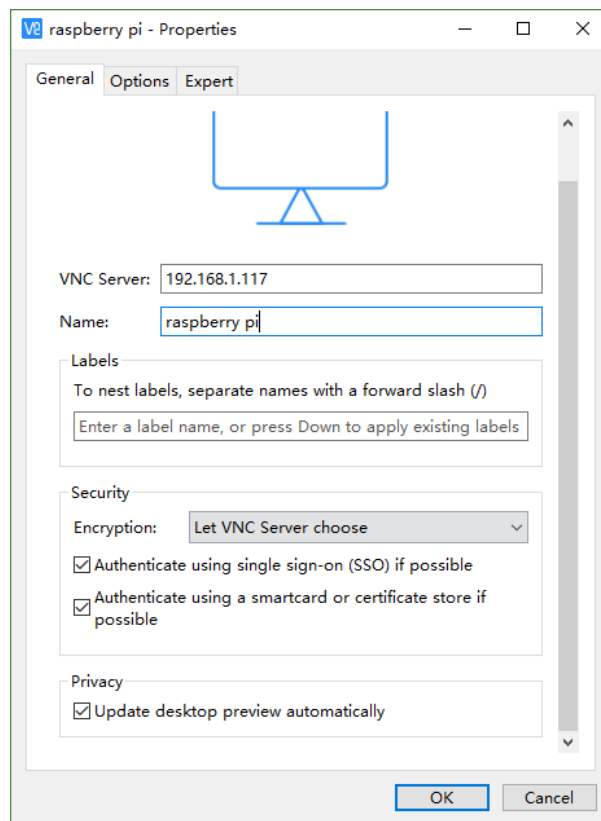 raspberry pi - Properties
General Options Expert
VNC Server: 192.168.1.117
Name: raspberry pi
Labels
To nest labels, separate names with a forward slash (/)
Enter a label name, or press Down to apply existing labels
Security
Encryption: Let VNC Server choose
Authenticate using single sign-on (SSO) if possible
Authenticate using a smartcard or certificate store if
possible
Privacy
Update desktop preview automatically
OK Cancel